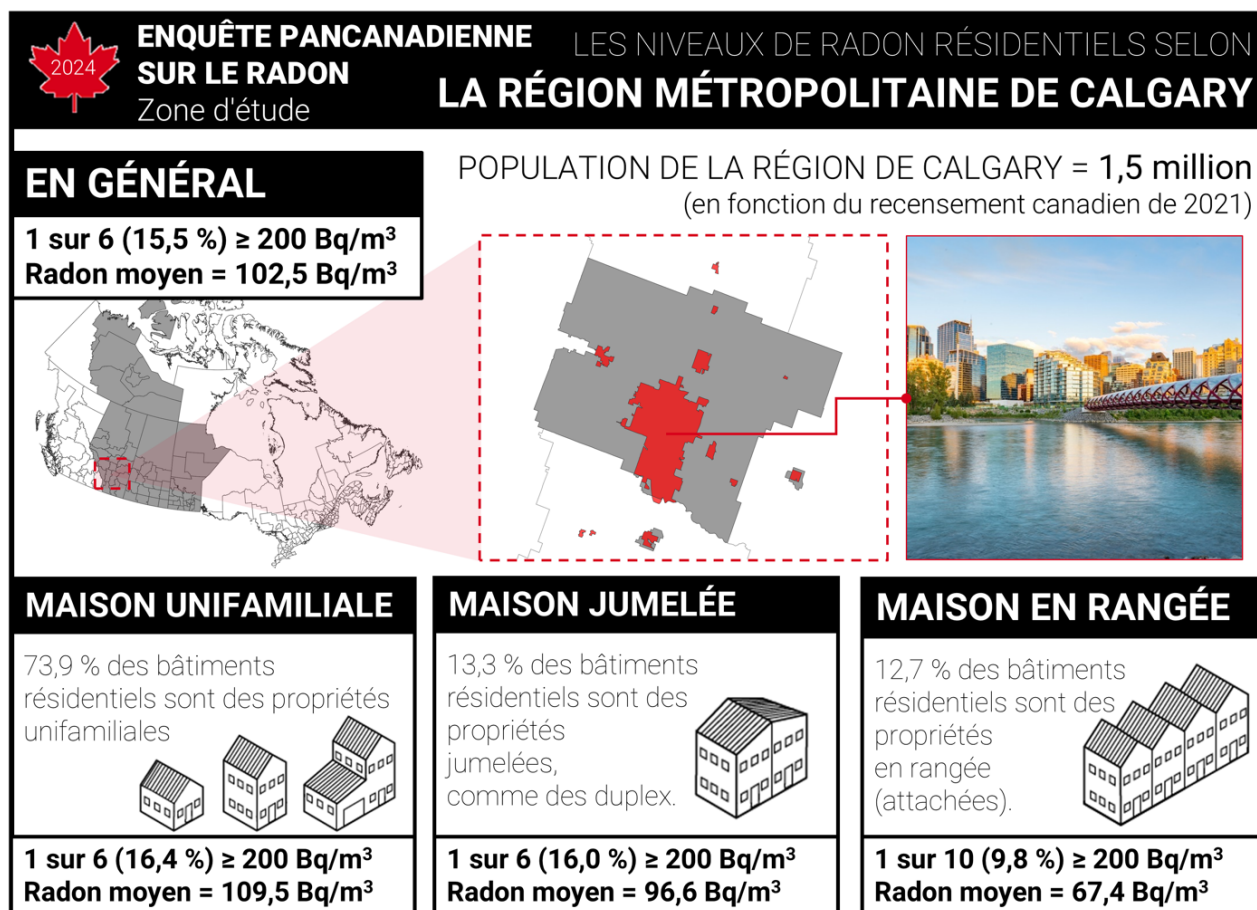 2024
ENQUÊTE PANCANADIENNE
SUR LE RADON
Zone d'étude
LES NIVEAUX DE RADON RÉSIDENTIELS SELON
LA RÉGION MÉTROPOLITAINE DE CALGARY
EN GÉNÉRAL
1 sur 6 (15,5 %) ≥ 200 Bq/m³
Radon moyen = 102,5 Bq/m³
POPULATION DE LA RÉGION DE CALGARY = 1,5 million
(en fonction du recensement canadien de 2021)
MAISON UNIFAMILIALE
73,9 % des bâtiments
résidentiels sont des propriétés
unifamiliales
1 sur 6 (16,4 %) ≥ 200 Bq/m³
Radon moyen = 109,5 Bq/m³
MAISON JUMELÉE
13,3 % des bâtiments
résidentiels sont des
propriétés
jumelées,
comme des duplex.
1 sur 6 (16,0 %) ≥ 200 Bq/m³
Radon moyen = 96,6 Bq/m³
MAISON EN RANGÉE
12,7 % des bâtiments
résidentiels sont des
propriétés
en rangée
(attachées).
1 sur 10 (9,8 %) ≥ 200 Bq/m³
Radon moyen = 67,4 Bq/m³